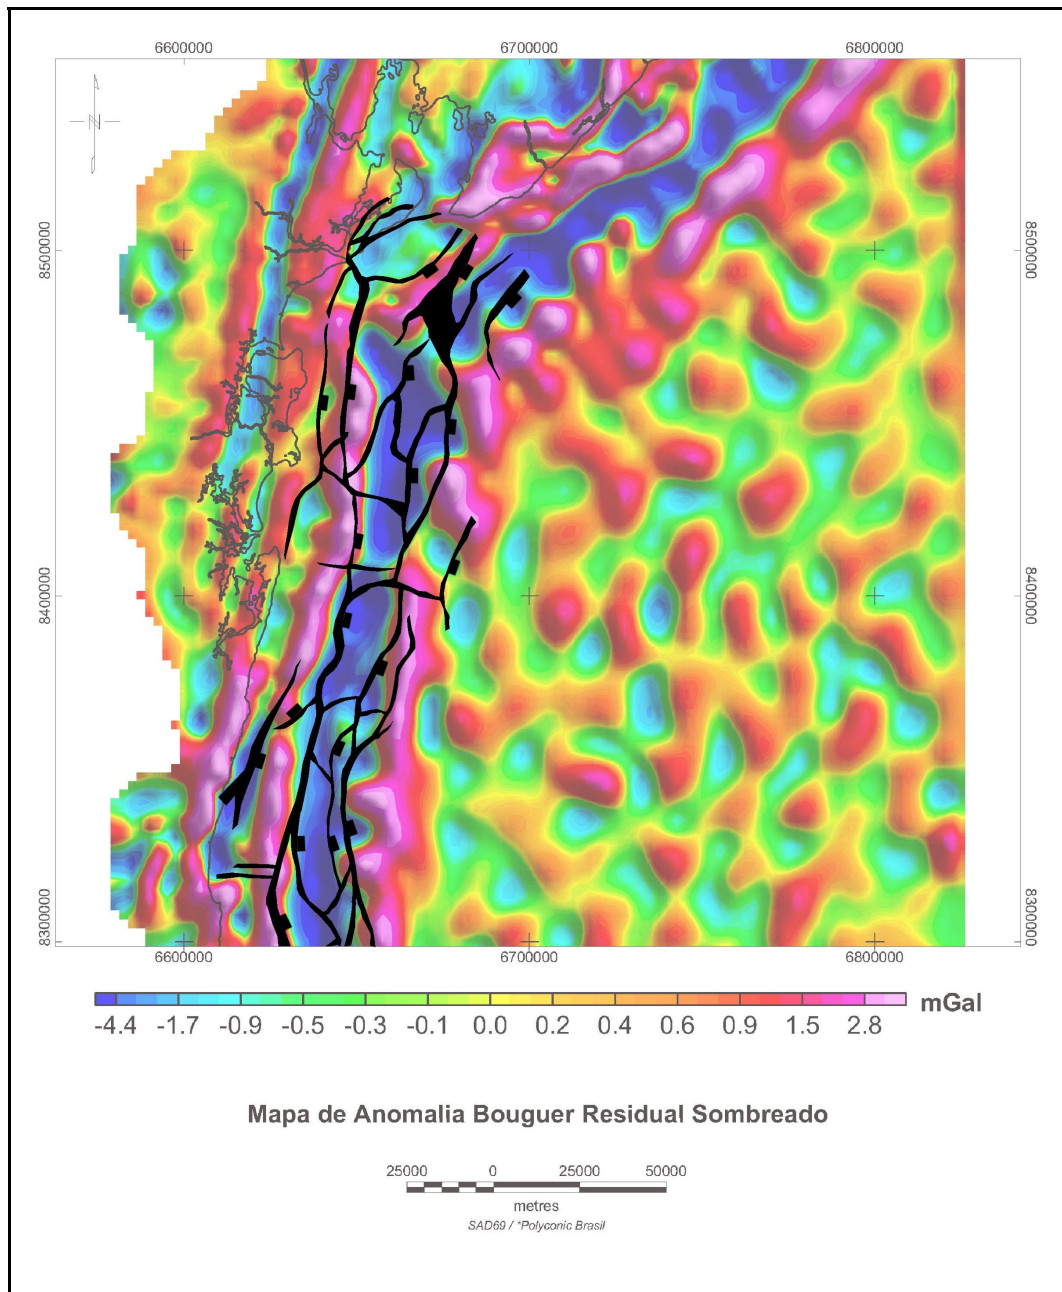 6600000 6700000 6800000
N
8500000 8500000
8400000 8400000
8300000 8300000
6600000 6700000 6800000
mGal
-4.4 -1.7 -0.9 -0.5 -0.3 -0.1 0.0 0.2 0.4 0.6 0.9 1.5 2.8
Mapa de Anomalia Bouguer Residual Sombreado
25000 0 25000 50000
metres
SAD69 / *Polyconic Brasil